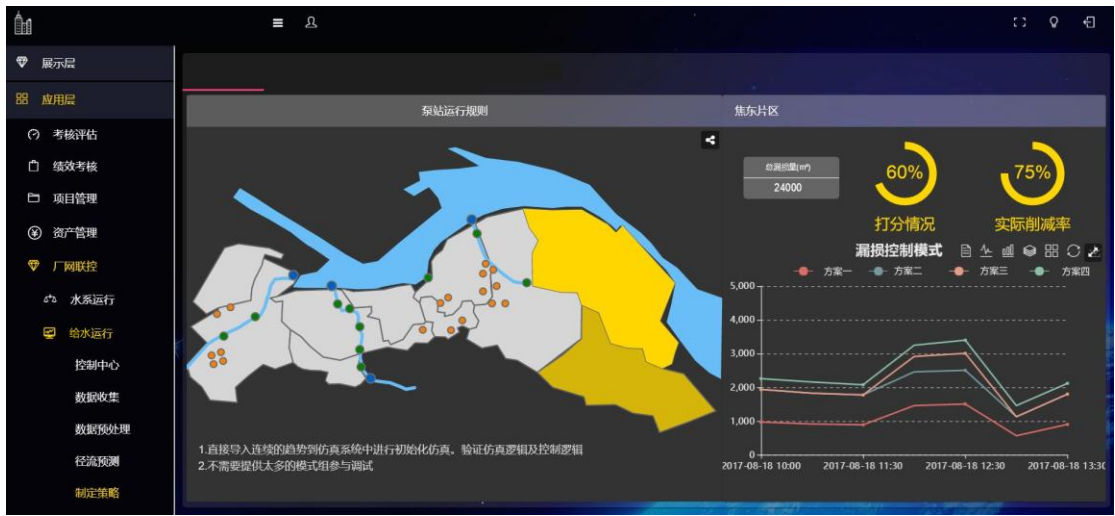 展示层
应用层
考核评估
绩效考核
项目管理
资产管理
厂网联控
水系运行
给水运行
控制中心
数据收集
数据预处理
径流预测
制定策略
泵站运行规则
1.直接导入连续的趋势到仿真系统中进行初始化仿真。验证仿真逻辑及控制逻辑
2.不需要提供太多的模式组参与调试
焦东片区
总漏损量(m³)
24000
60%
75%
打分情况
实际削减率
漏损控制模式
方案一 方案二 方案三 方案四
5,000
4,000
3,000
2,000
1,000
0
2017-08-18 10:00 2017-08-18 11:30 2017-08-18 12:30 2017-08-18 13:30